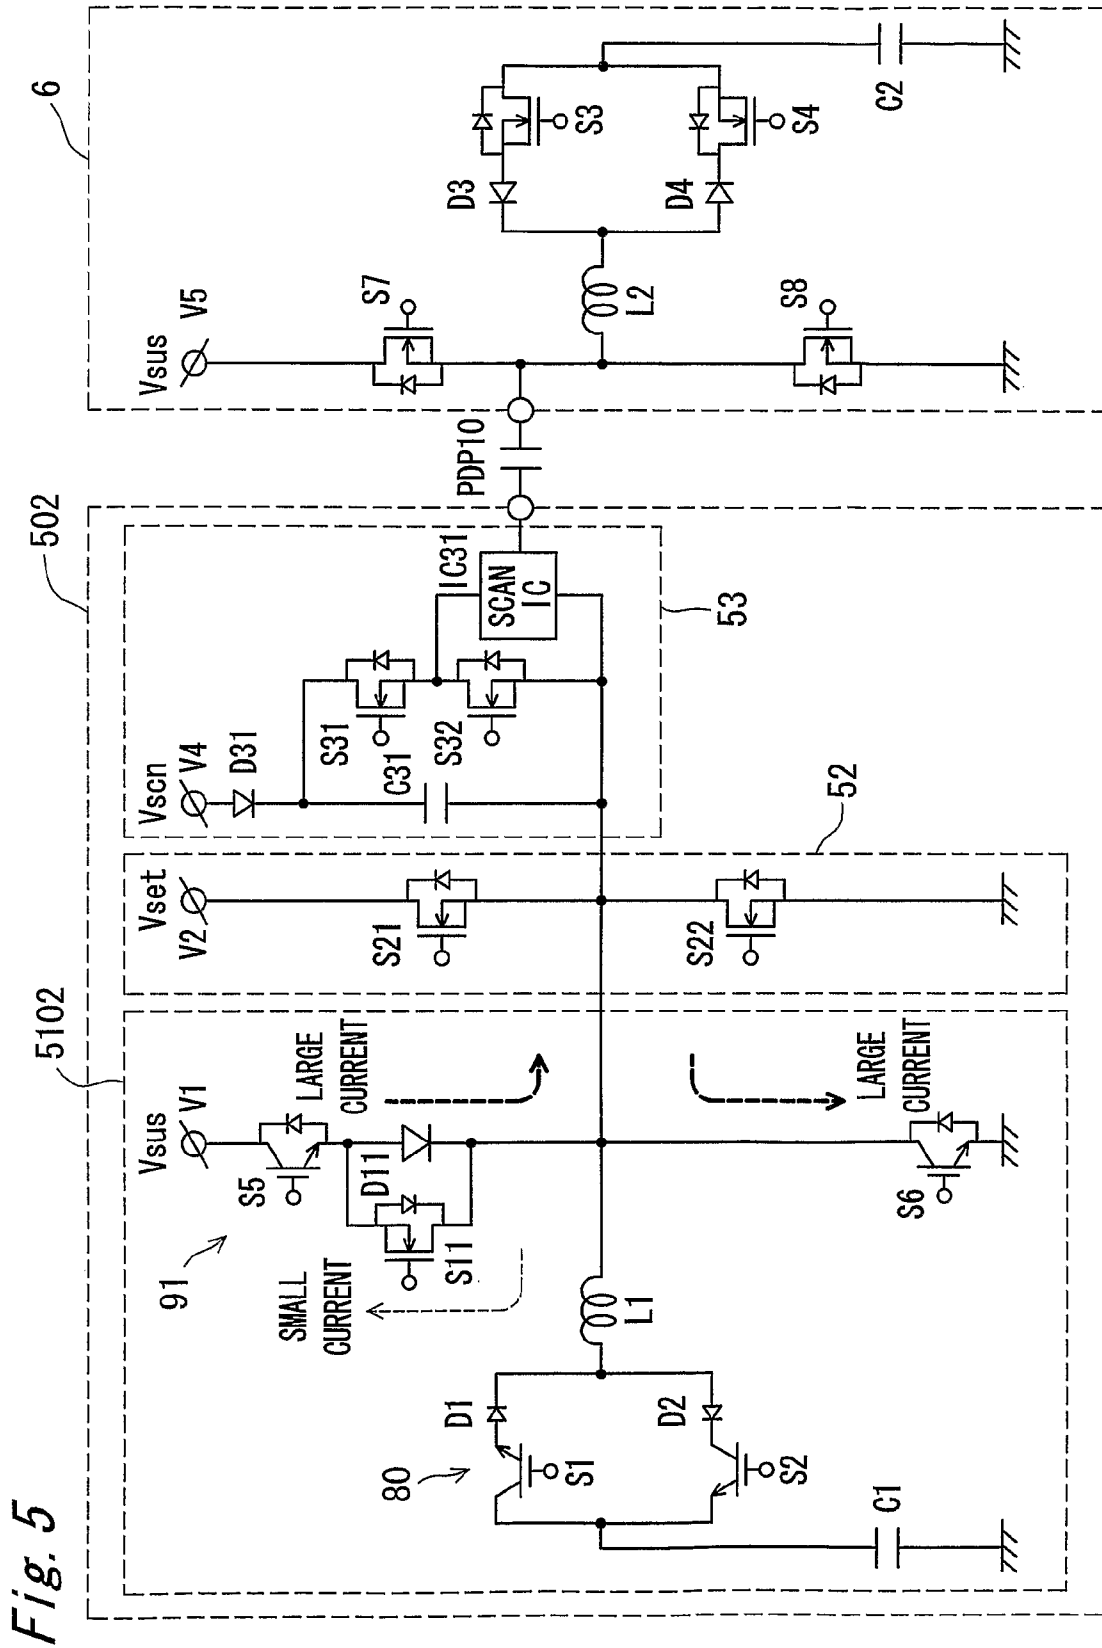 Fig. 5
502
5102
6
Vsus
V1
Vset
V2
Vscn
V4
D31
Vsus
V5
91
S5
LARGE
CURRENT
D11
S11
SMALL
CURRENT
S21
S31
C31
S32
IC31
SCAN
IC
53
PDP10
S7
D3
S3
80
D1
S1
D2
S2
L1
L2
D4
S4
S22
52
S8
C1
S6
LARGE
CURRENT
C2